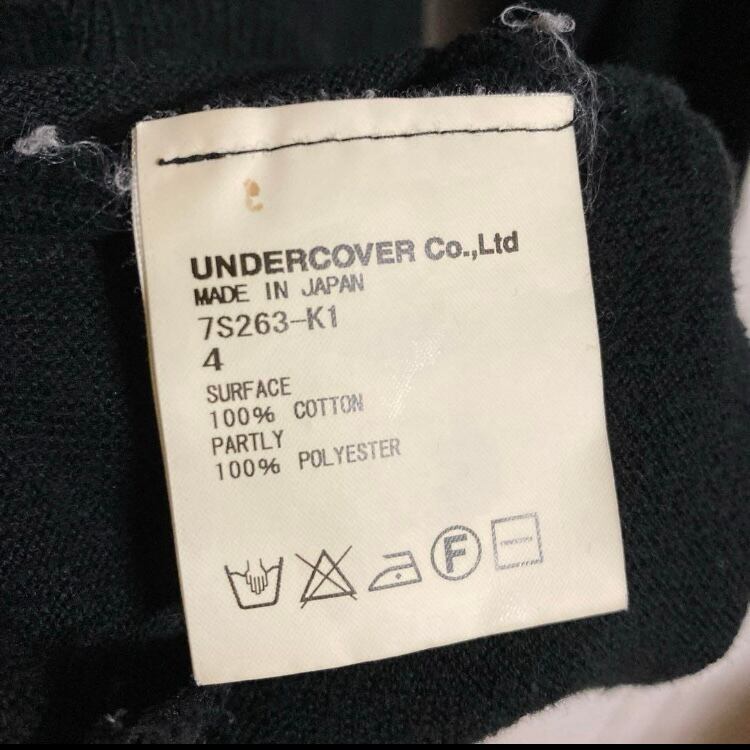 UNDERCOVER Co.,Ltd
MADE IN JAPAN
7S263-K1
4
SURFACE
100% COTTON
PARTLY
100% POLYESTER
F